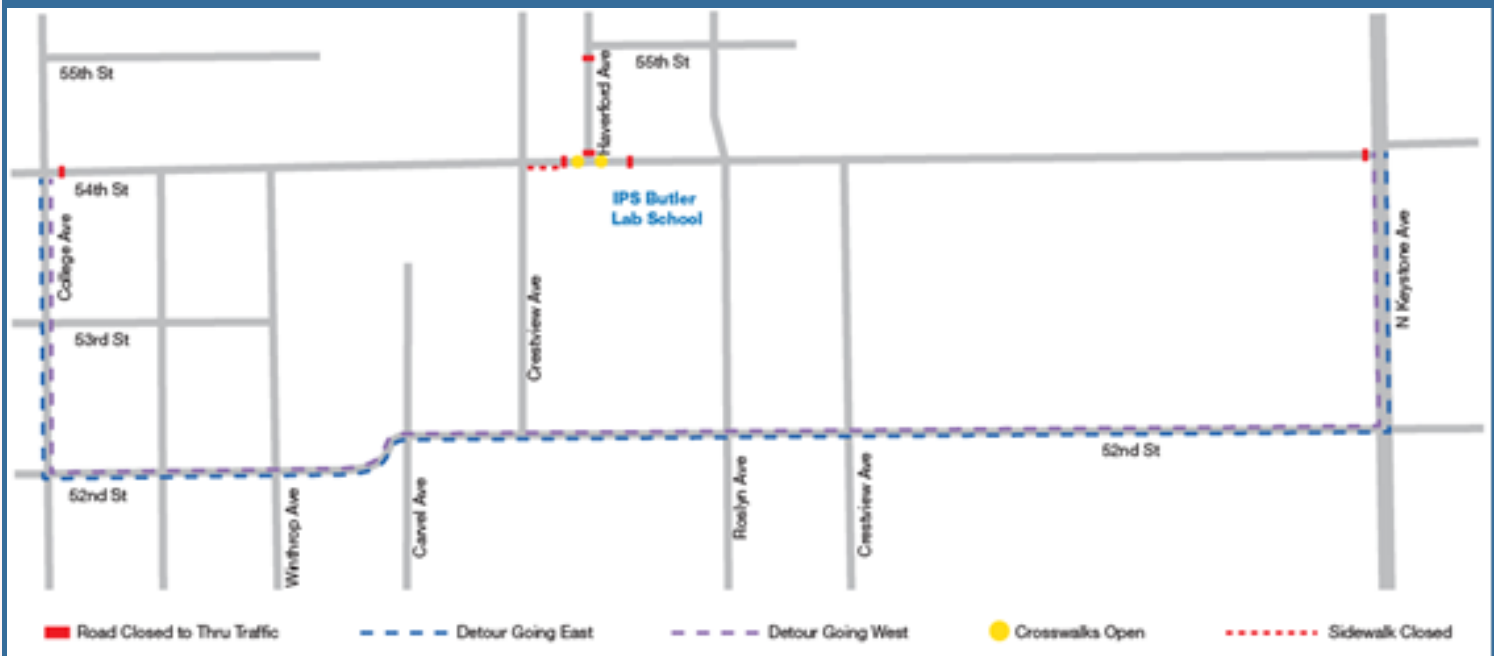 55th St
Haverford Ave
55th St
54th St
IPS Butler
Lab School
College Ave
Crestview Ave
N Keystone Ave
53rd St
52nd St
52nd St
Winthrop Ave
Carvel Ave
Roslyn Ave
Crestview Ave
Road Closed to Thru Traffic
Detour Going East
Detour Going West
Crosswalks Open
Sidewalk Closed